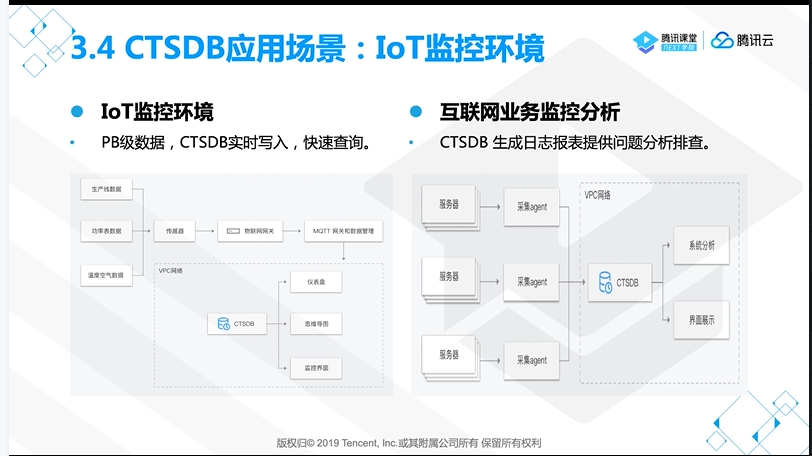 3.4 CTSDB应用场景：IoT监控环境
腾讯课堂
NEXT学院
腾讯云
IoT监控环境
PB级数据，CTSDB实时写入，快速查询。
互联网业务监控分析
CTSDB 生成日志报表提供问题分析排查。
生产线数据
功率表数据
温度空气数据
传感器
物联网网关
MQTT 网关和数据管理
VPC网络
CTSDB
仪表盘
思维导图
监控界面
服务器
采集agent
服务器
采集agent
服务器
采集agent
VPC网络
CTSDB
系统分析
界面展示
版权归© 2019 Tencent, Inc.或其附属公司所有 保留所有权利